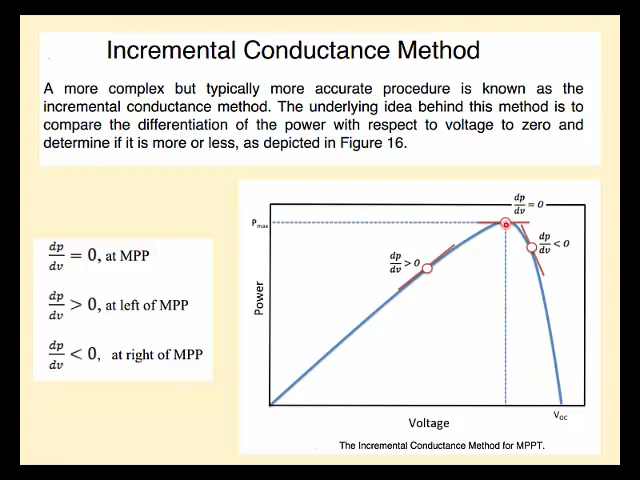 Incremental Conductance Method
A more complex but typically more accurate procedure is known as the
incremental conductance method. The underlying idea behind this method is to
compare the differentiation of the power with respect to voltage to zero and
determine if it is more or less, as depicted in Figure 16.
dp/dv = 0, at MPP
dp/dv > 0, at left of MPP
dp/dv < 0, at right of MPP
dp/dv = 0
Pmax
dp/dv < 0
dp/dv > 0
Power
Voc
Voltage
The Incremental Conductance Method for MPPT.